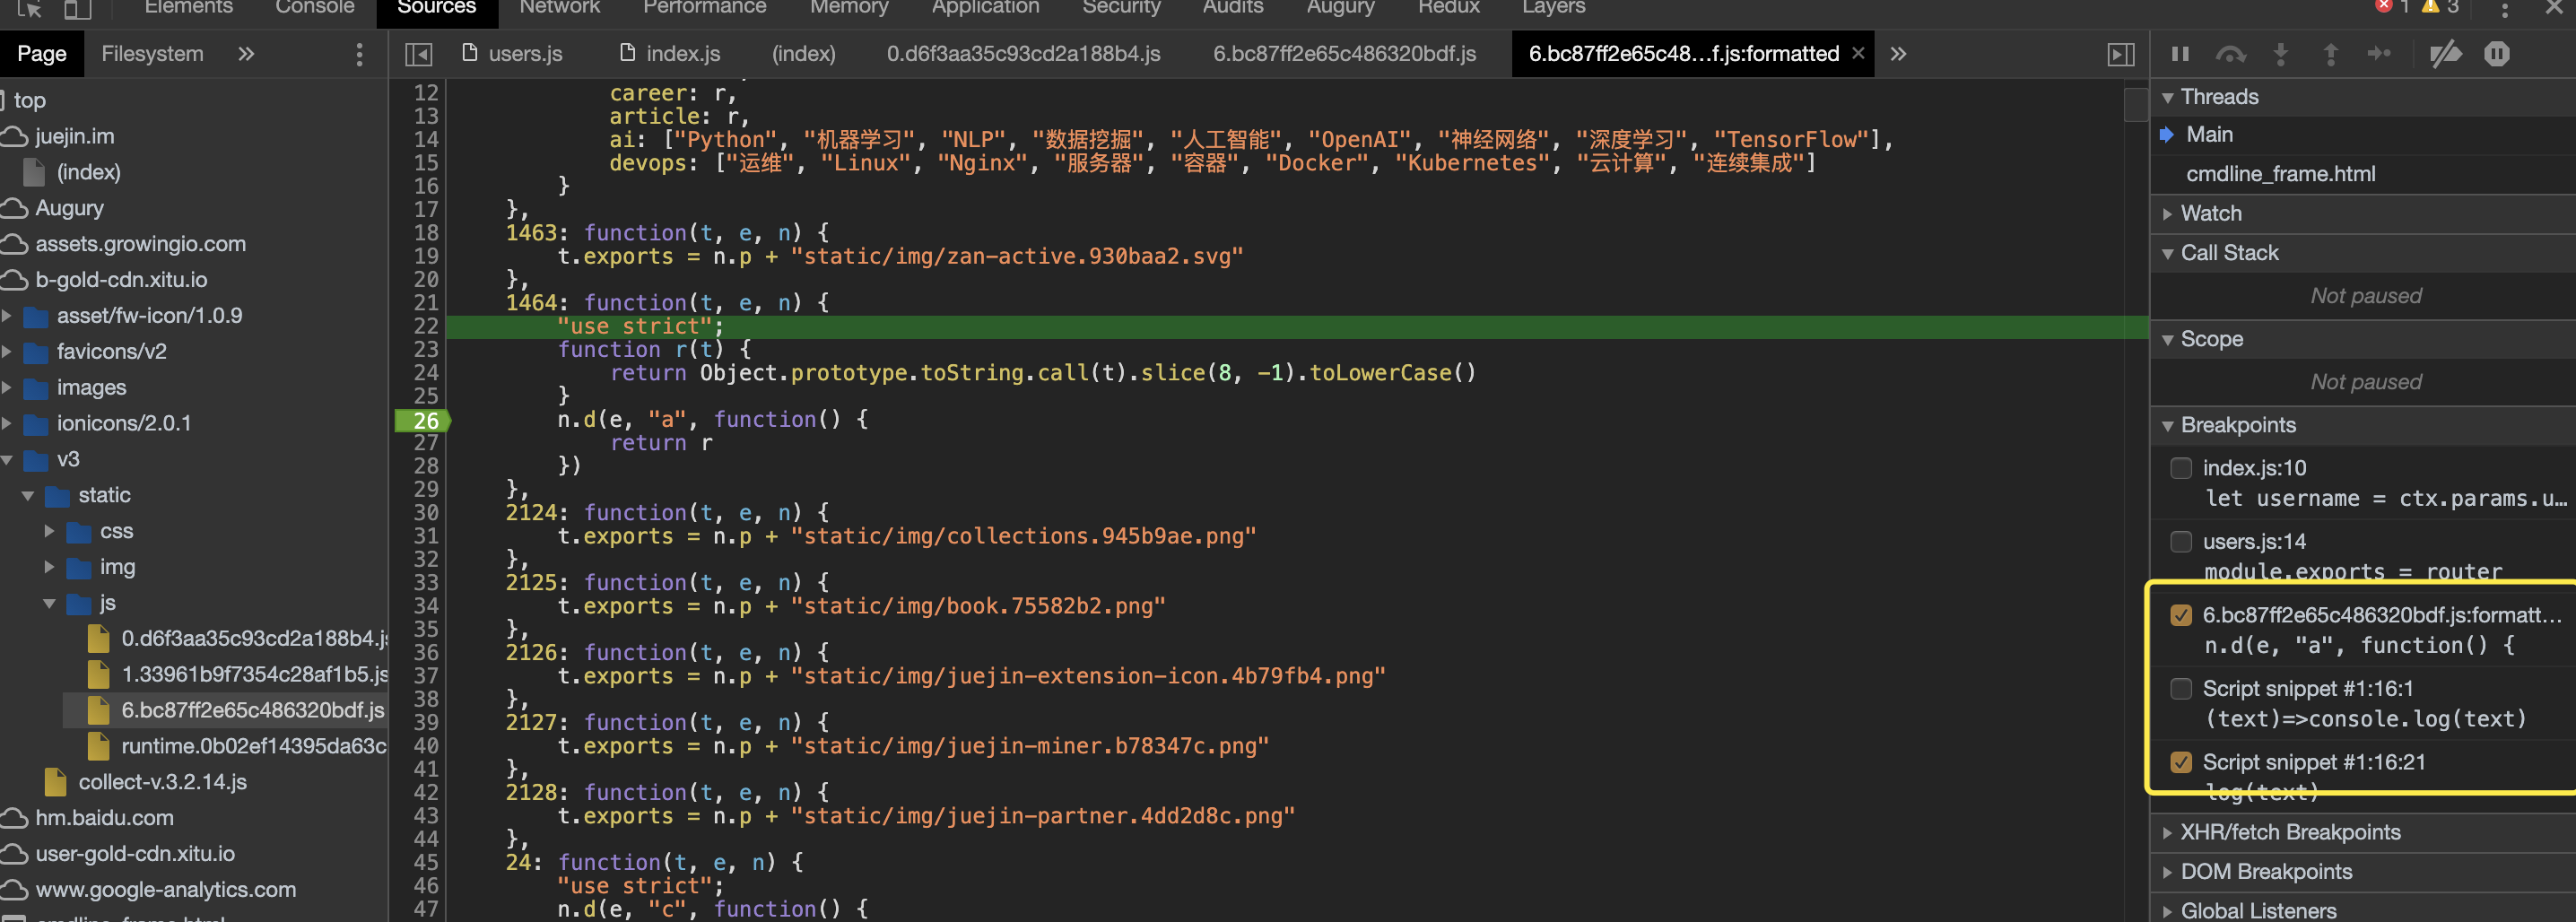 Elements Console Sources Network Performance Memory Application Security Audits Augury Redux Layers 1 3
Page Filesystem
users.js index.js (index) 0.d6f3aa35c93cd2a188b4.js 6.bc87ff2e65c486320bdf.js 6.bc87ff2e65c48…f.js:formatted
top
juejin.im
(index)
Augury
assets.growingio.com
b-gold-cdn.xitu.io
asset/fw-icon/1.0.9
favicons/v2
images
ionicons/2.0.1
v3
static
css
img
js
0.d6f3aa35c93cd2a188b4.js
1.33961b9f7354c28af1b5.js
6.bc87ff2e65c486320bdf.js
runtime.0b02ef14395da63c
collect-v.3.2.14.js
hm.baidu.com
user-gold-cdn.xitu.io
www.google-analytics.com
cmdline_frame.html
12 career: r,
13 article: r,
14 ai: ["Python", "机器学习", "NLP", "数据挖掘", "人工智能", "OpenAI", "神经网络", "深度学习", "TensorFlow"],
15 devops: ["运维", "Linux", "Nginx", "服务器", "容器", "Docker", "Kubernetes", "云计算", "连续集成"]
16 }
17 },
18 1463: function(t, e, n) {
19 t.exports = n.p + "static/img/zan-active.930baa2.svg"
20 },
21 1464: function(t, e, n) {
22 "use strict";
23 function r(t) {
24 return Object.prototype.toString.call(t).slice(8, -1).toLowerCase()
25 }
26 n.d(e, "a", function() {
27 return r
28 })
29 },
30 2124: function(t, e, n) {
31 t.exports = n.p + "static/img/collections.945b9ae.png"
32 },
33 2125: function(t, e, n) {
34 t.exports = n.p + "static/img/book.75582b2.png"
35 },
36 2126: function(t, e, n) {
37 t.exports = n.p + "static/img/juejin-extension-icon.4b79fb4.png"
38 },
39 2127: function(t, e, n) {
40 t.exports = n.p + "static/img/juejin-miner.b78347c.png"
41 },
42 2128: function(t, e, n) {
43 t.exports = n.p + "static/img/juejin-partner.4dd2d8c.png"
44 },
45 24: function(t, e, n) {
46 "use strict";
47 n.d(e, "c", function() {
Threads
Main
cmdline_frame.html
Watch
Call Stack
Not paused
Scope
Not paused
Breakpoints
index.js:10
let username = ctx.params.u…
users.js:14
module.exports = router
6.bc87ff2e65c486320bdf.js:formatt…
n.d(e, "a", function() {
Script snippet #1:16:1
(text)=>console.log(text)
Script snippet #1:16:21
log(text)
XHR/fetch Breakpoints
DOM Breakpoints
Global Listeners